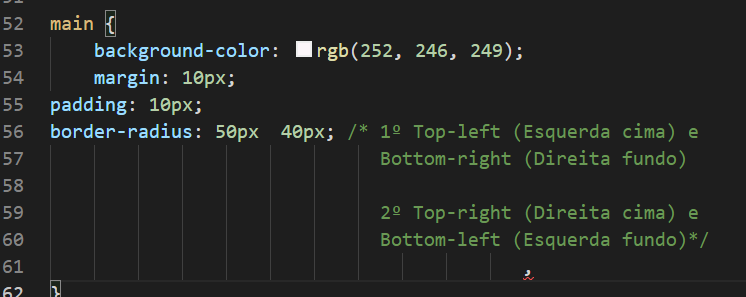 52 main {
53 background-color: rgb(252, 246, 249);
54 margin: 10px;
55 padding: 10px;
56 border-radius: 50px  40px; /* 1º Top-left (Esquerda cima) e
57 Bottom-right (Direita fundo)
58
59 2º Top-right (Direita cima) e
60 Bottom-left (Esquerda fundo)*/
61 ,
62 }